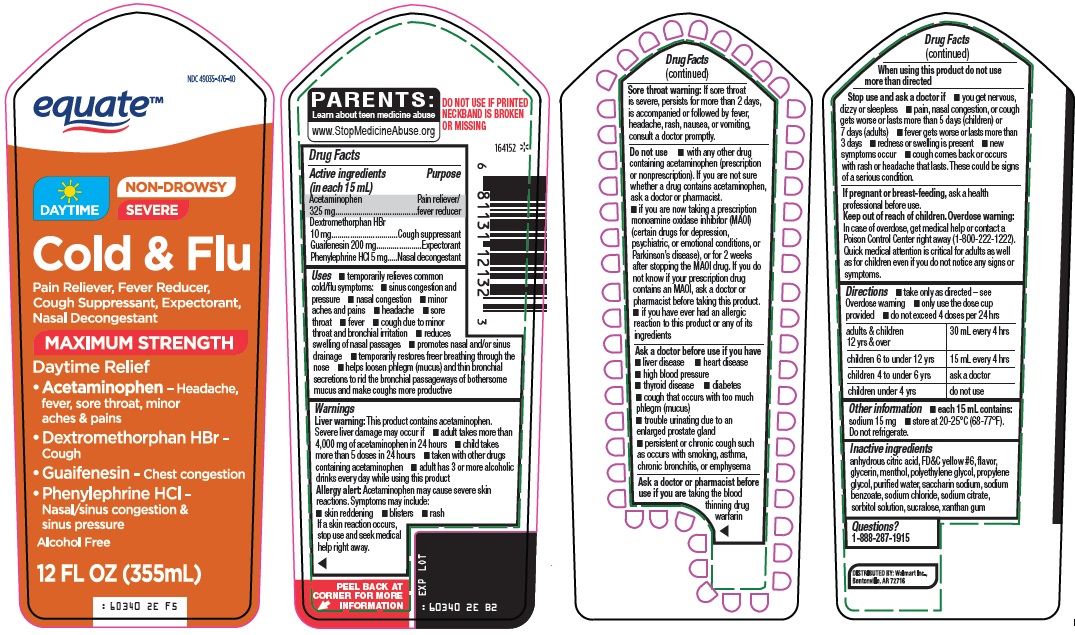 NDC 49035-476-40
equate™
DAYTIME
NON-DROWSY
SEVERE
Cold & Flu
Pain Reliever, Fever Reducer,
Cough Suppressant, Expectorant,
Nasal Decongestant
MAXIMUM STRENGTH
Daytime Relief
• Acetaminophen – Headache,
fever, sore throat, minor
aches & pains
• Dextromethorphan HBr –
Cough
• Guaifenesin – Chest congestion
• Phenylephrine HCl –
Nasal/sinus congestion &
sinus pressure
Alcohol Free
12 FL OZ (355mL)
: 60340 2E F5
PARENTS:
Learn about teen medicine abuse
www.StopMedicineAbuse.org
DO NOT USE IF PRINTED
NECKBAND IS BROKEN
OR MISSING
164152
6 81131 12132 3
Drug Facts
Active ingredients Purpose
(in each 15 mL)
Acetaminophen Pain reliever/
325 mg..................................fever reducer
Dextromethorphan HBr
10 mg...........................Cough suppressant
Guaifenesin 200 mg...................Expectorant
Phenylephrine HCl 5 mg.....Nasal decongestant
Uses ■ temporarily relieves common
cold/flu symptoms: ■ sinus congestion and
pressure ■ nasal congestion ■ minor
aches and pains ■ headache ■ sore
throat ■ fever ■ cough due to minor
throat and bronchial irritation ■ reduces
swelling of nasal passages ■ promotes nasal and/or sinus
drainage ■ temporarily restores freer breathing through the
nose ■ helps loosen phlegm (mucus) and thin bronchial
secretions to rid the bronchial passageways of bothersome
mucus and make coughs more productive
Warnings
Liver warning: This product contains acetaminophen.
Severe liver damage may occur if ■ adult takes more than
4,000 mg of acetaminophen in 24 hours ■ child takes
more than 5 doses in 24 hours ■ taken with other drugs
containing acetaminophen ■ adult has 3 or more alcoholic
drinks every day while using this product
Allergy alert: Acetaminophen may cause severe skin
reactions. Symptoms may include:
■ skin reddening ■ blisters ■ rash
If a skin reaction occurs,
stop use and seek medical
help right away.
PEEL BACK AT
CORNER FOR MORE
INFORMATION
EXP LOT
: 60340 2E B2
Drug Facts
(continued)
Sore throat warning: If sore throat
is severe, persists for more than 2 days,
is accompanied or followed by fever,
headache, rash, nausea, or vomiting,
consult a doctor promptly.
Do not use ■ with any other drug
containing acetaminophen (prescription
or nonprescription). If you are not sure
whether a drug contains acetaminophen,
ask a doctor or pharmacist.
■ if you are now taking a prescription
monoamine oxidase inhibitor (MAOI)
(certain drugs for depression,
psychiatric, or emotional conditions, or
Parkinson's disease), or for 2 weeks
after stopping the MAOI drug. If you do
not know if your prescription drug
contains an MAOI, ask a doctor or
pharmacist before taking this product.
■ if you have ever had an allergic
reaction to this product or any of its
ingredients
Ask a doctor before use if you have
■ liver disease ■ heart disease
■ high blood pressure
■ thyroid disease ■ diabetes
■ cough that occurs with too much
phlegm (mucus)
■ trouble urinating due to an
enlarged prostate gland
■ persistent or chronic cough such
as occurs with smoking, asthma,
chronic bronchitis, or emphysema
Ask a doctor or pharmacist before
use if you are taking the blood
thinning drug
warfarin
Drug Facts
(continued)
When using this product do not use
more than directed
Stop use and ask a doctor if ■ you get nervous,
dizzy or sleepless ■ pain, nasal congestion, or cough
gets worse or lasts more than 5 days (children) or
7 days (adults) ■ fever gets worse or lasts more than
3 days ■ redness or swelling is present ■ new
symptoms occur ■ cough comes back or occurs
with rash or headache that lasts. These could be signs
of a serious condition.
If pregnant or breast-feeding, ask a health
professional before use.
Keep out of reach of children. Overdose warning:
In case of overdose, get medical help or contact a
Poison Control Center right away (1-800-222-1222).
Quick medical attention is critical for adults as well
as for children even if you do not notice any signs or
symptoms.
Directions ■ take only as directed – see
Overdose warning ■ only use the dose cup
provided ■ do not exceed 4 doses per 24 hrs
adults & children 30 mL every 4 hrs
12 yrs & over
children 6 to under 12 yrs 15 mL every 4 hrs
children 4 to under 6 yrs ask a doctor
children under 4 yrs do not use
Other information ■ each 15 mL contains:
sodium 15 mg ■ store at 20-25°C (68-77°F).
Do not refrigerate.
Inactive ingredients
anhydrous citric acid, FD&C yellow #6, flavor,
glycerin, menthol, polyethylene glycol, propylene
glycol, purified water, saccharin sodium, sodium
benzoate, sodium chloride, sodium citrate,
sorbitol solution, sucralose, xanthan gum
Questions?
1-888-287-1915
DISTRIBUTED BY: Walmart Inc.,
Bentonville, AR 72716